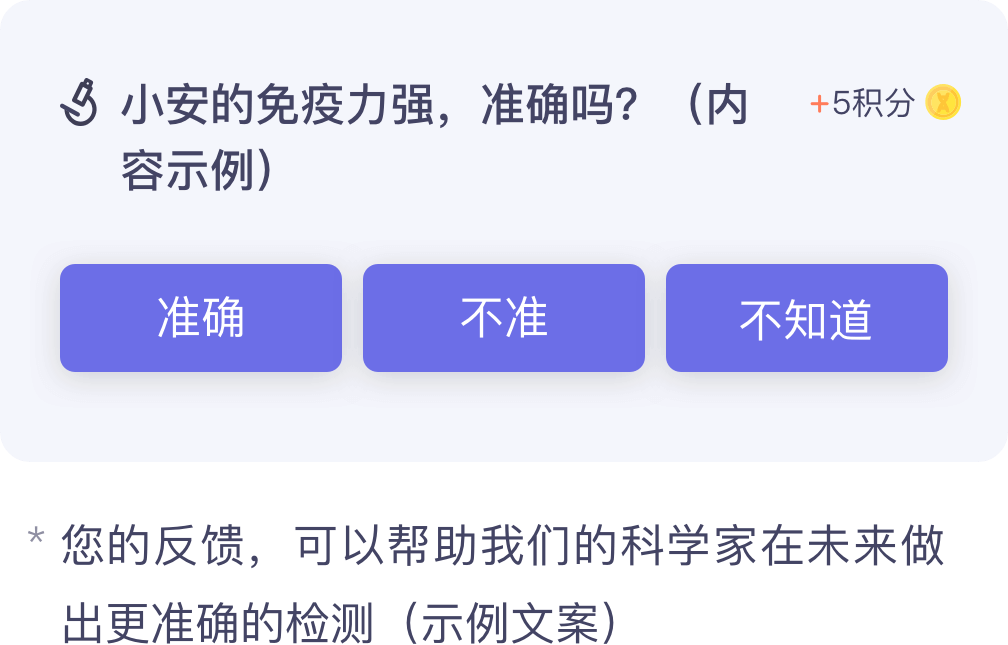 小安的免疫力强，准确吗？（内
容示例）
+5积分
准确
不准
不知道
* 您的反馈，可以帮助我们的科学家在未来做
出更准确的检测（示例文案）